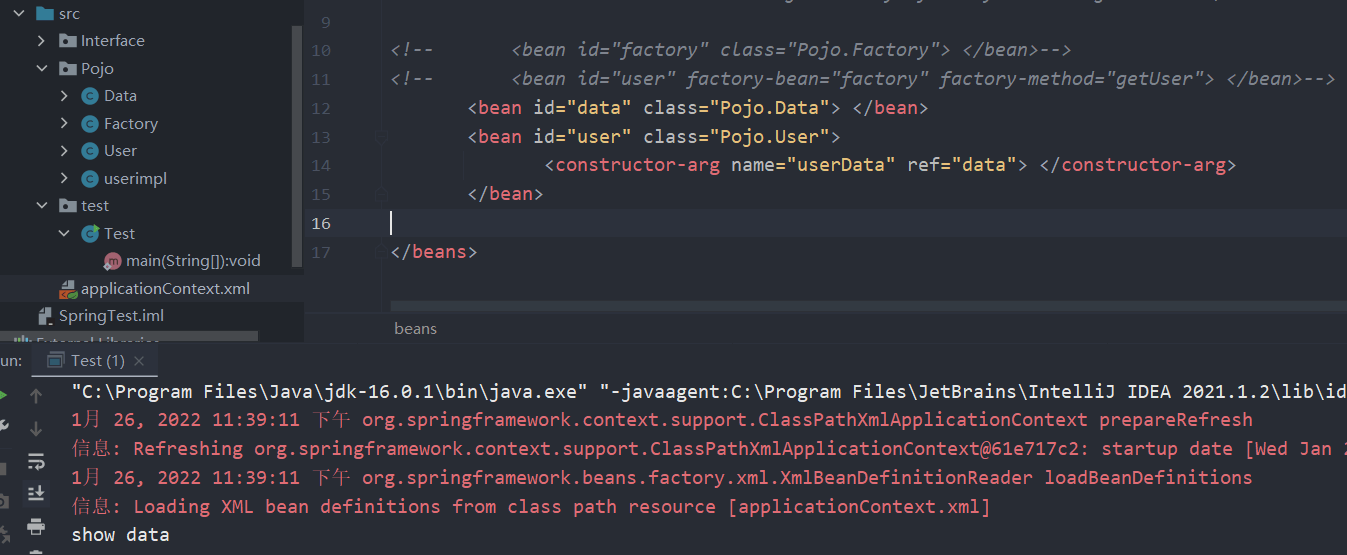 src
Interface
Pojo
Data
Factory
User
userimpl
test
Test
main(String[]):void
applicationContext.xml
SpringTest.iml
External Libraries
9
10 <!-- <bean id="factory" class="Pojo.Factory"> </bean>-->
11 <!-- <bean id="user" factory-bean="factory" factory-method="getUser"> </bean>-->
12 <bean id="data" class="Pojo.Data"> </bean>
13 <bean id="user" class="Pojo.User">
14 <constructor-arg name="userData" ref="data"> </constructor-arg>
15 </bean>
16
17 </beans>
beans
un: Test (1) ×
"C:\Program Files\Java\jdk-16.0.1\bin\java.exe" "-javaagent:C:\Program Files\JetBrains\IntelliJ IDEA 2021.1.2\lib\id
1月 26, 2022 11:39:11 下午 org.springframework.context.support.ClassPathXmlApplicationContext prepareRefresh
信息: Refreshing org.springframework.context.support.ClassPathXmlApplicationContext@61e717c2: startup date [Wed Jan 2
1月 26, 2022 11:39:11 下午 org.springframework.beans.factory.xml.XmlBeanDefinitionReader loadBeanDefinitions
信息: Loading XML bean definitions from class path resource [applicationContext.xml]
show data